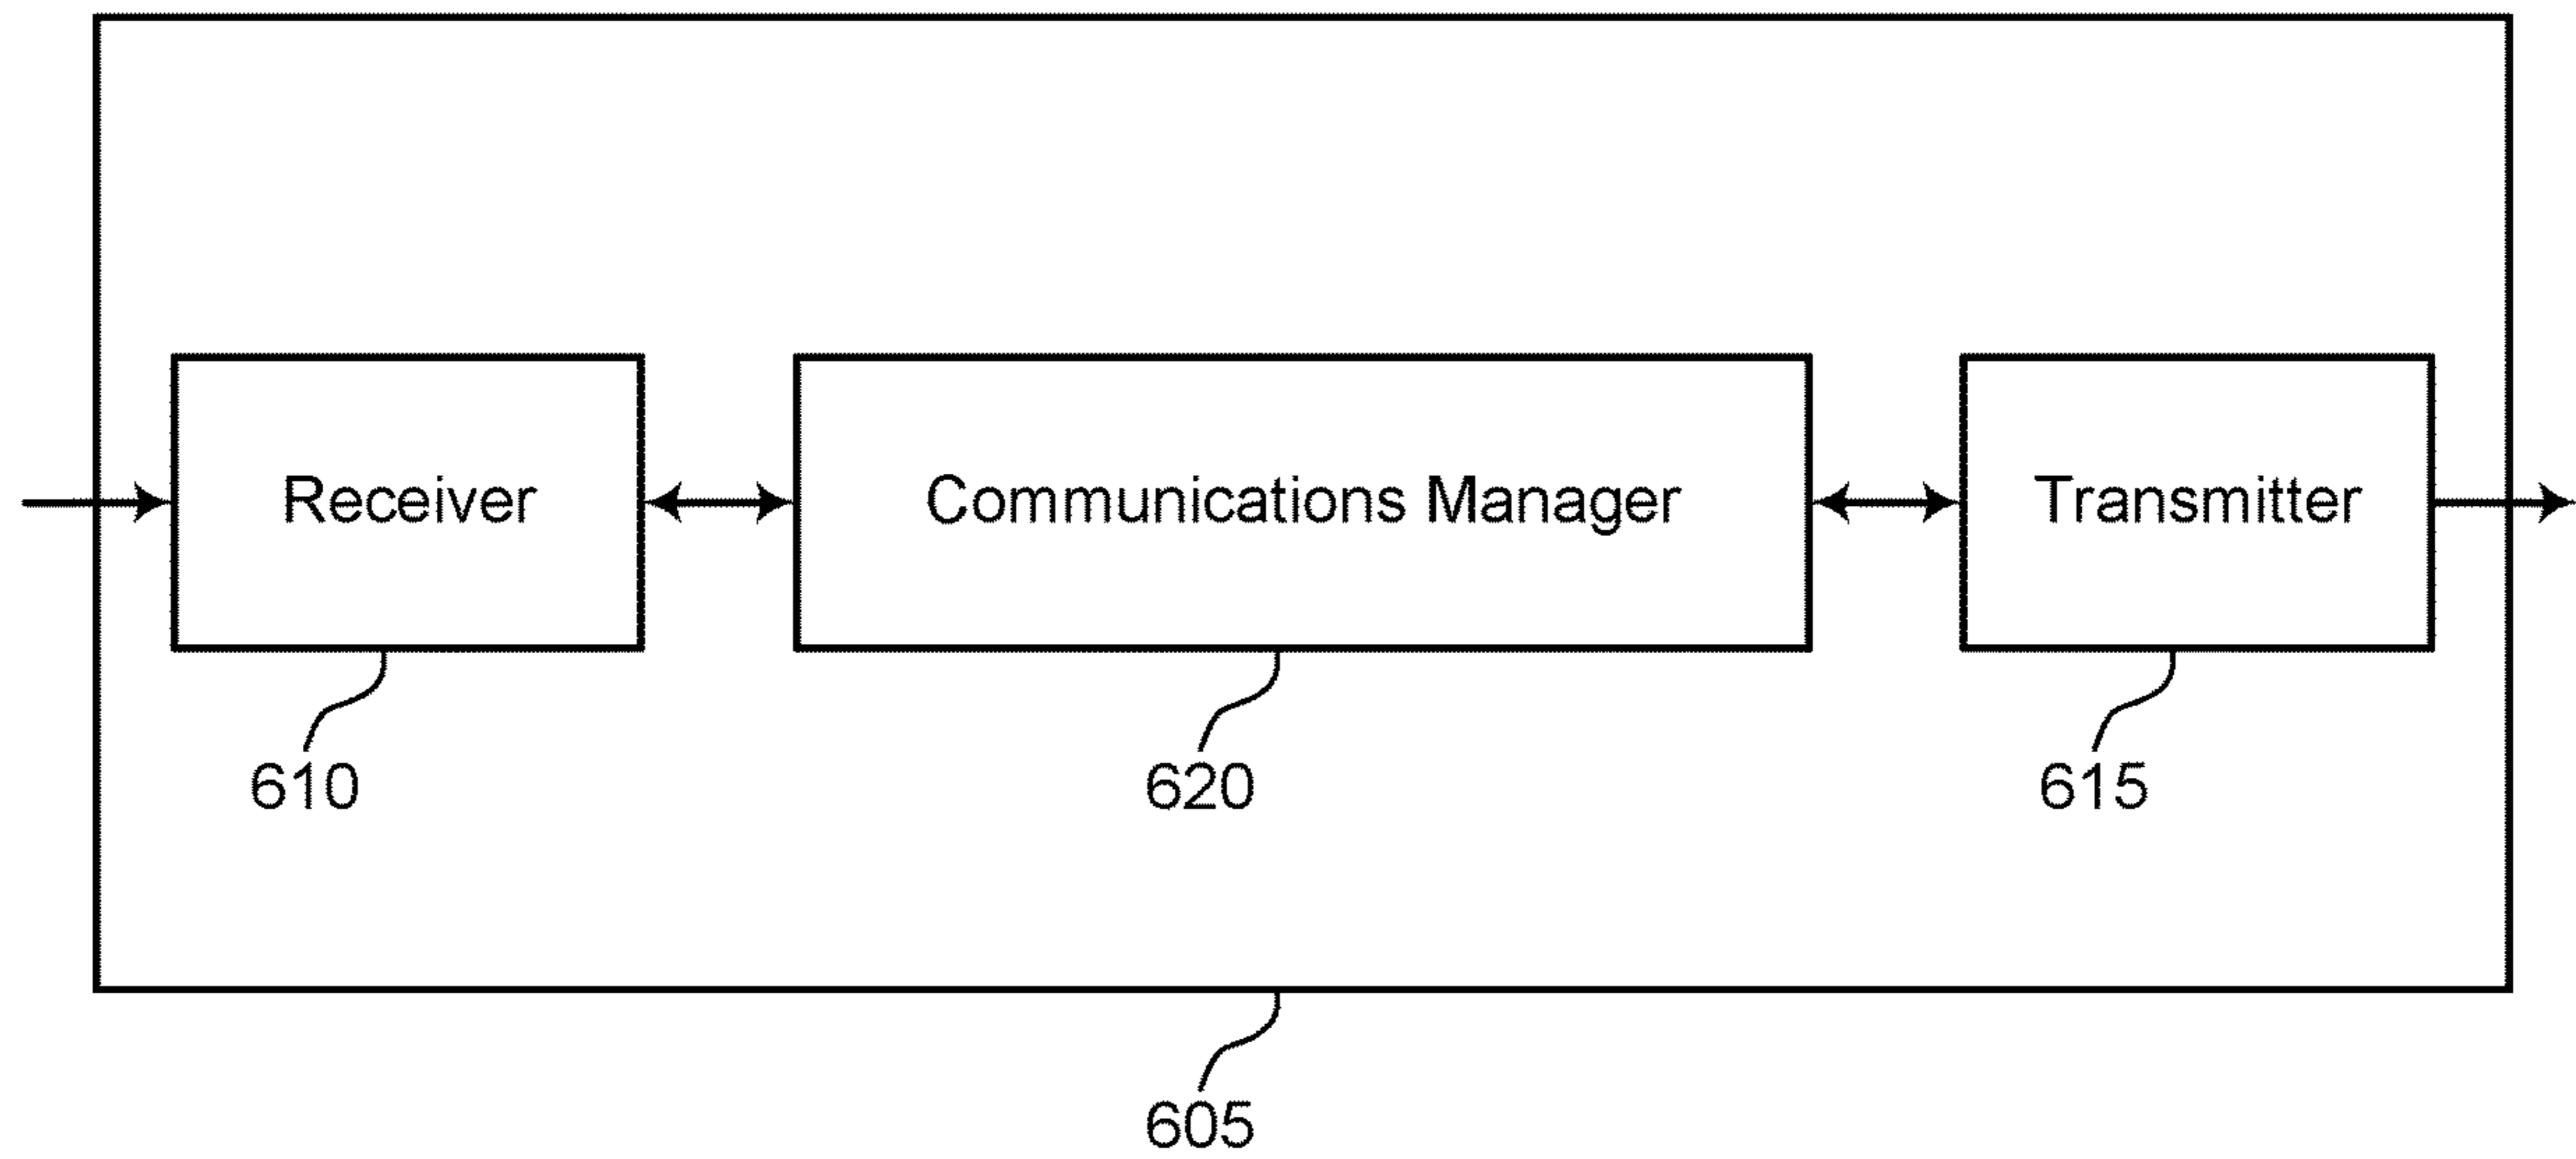 Receiver
Communications Manager
Transmitter
610
620
615
605